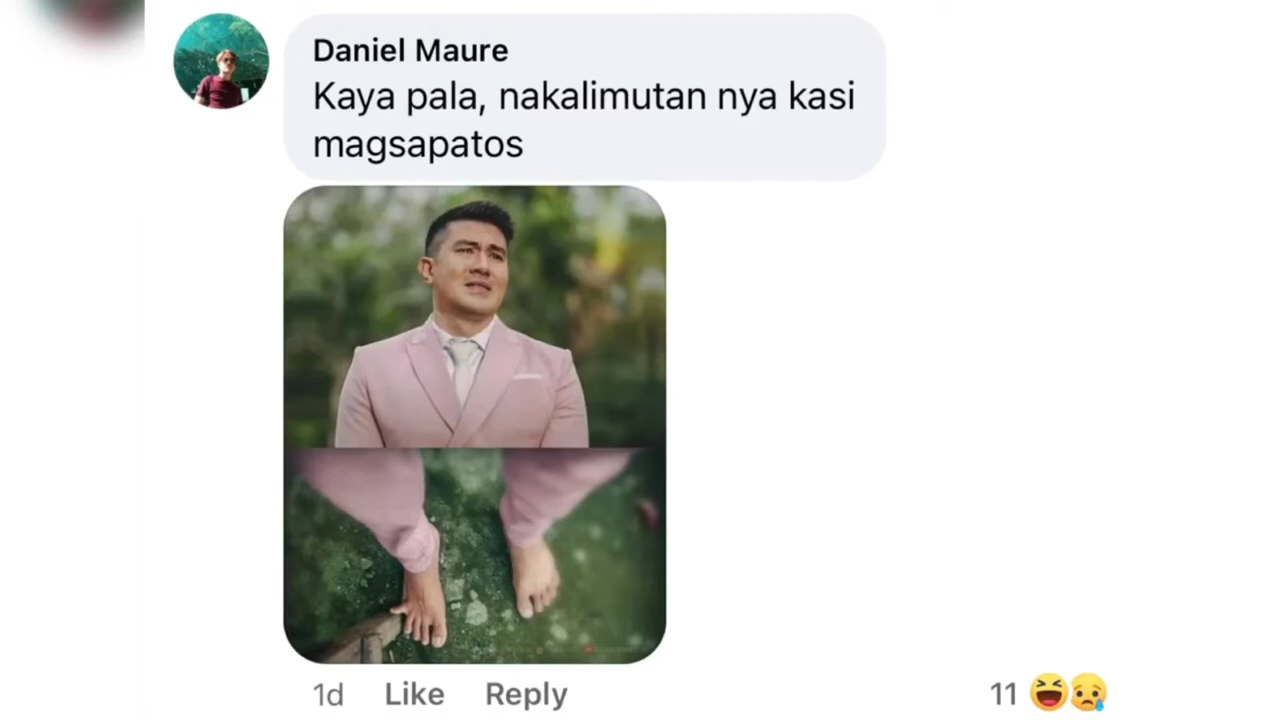 Daniel Maure
Kaya pala, nakalimutan nya kasi
magsapatos
1d Like Reply 11